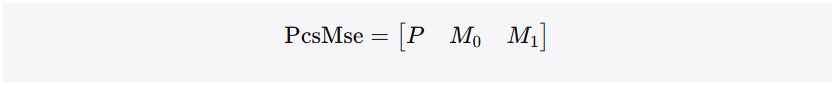 PcsMse = [P M₀ M₁]